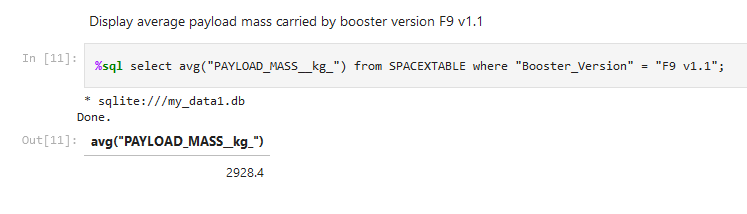 Display average payload mass carried by booster version F9 v1.1
In [11]: %sql select avg("PAYLOAD_MASS__kg_") from SPACEXTABLE where "Booster_Version" = "F9 v1.1";
* sqlite:///my_data1.db
Done.
Out[11]: avg("PAYLOAD_MASS__kg_")
2928.4